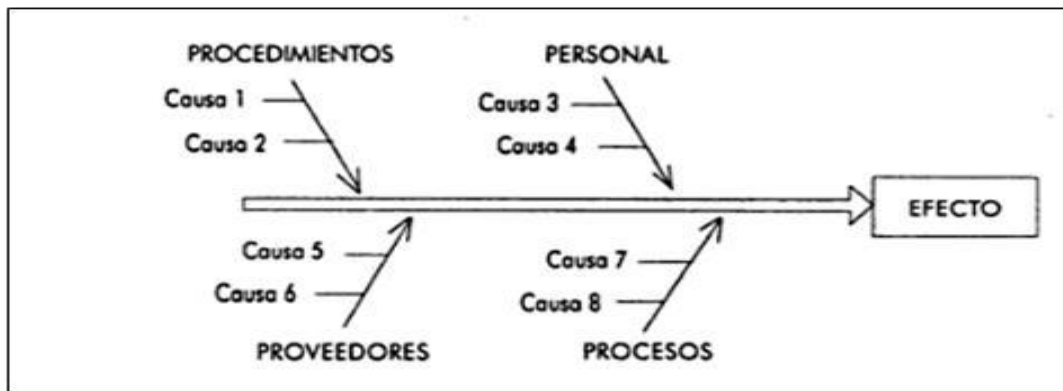 PROCEDIMIENTOS
PERSONAL
Causa 1
Causa 2
Causa 3
Causa 4
EFECTO
Causa 5
Causa 6
Causa 7
Causa 8
PROVEEDORES
PROCESOS